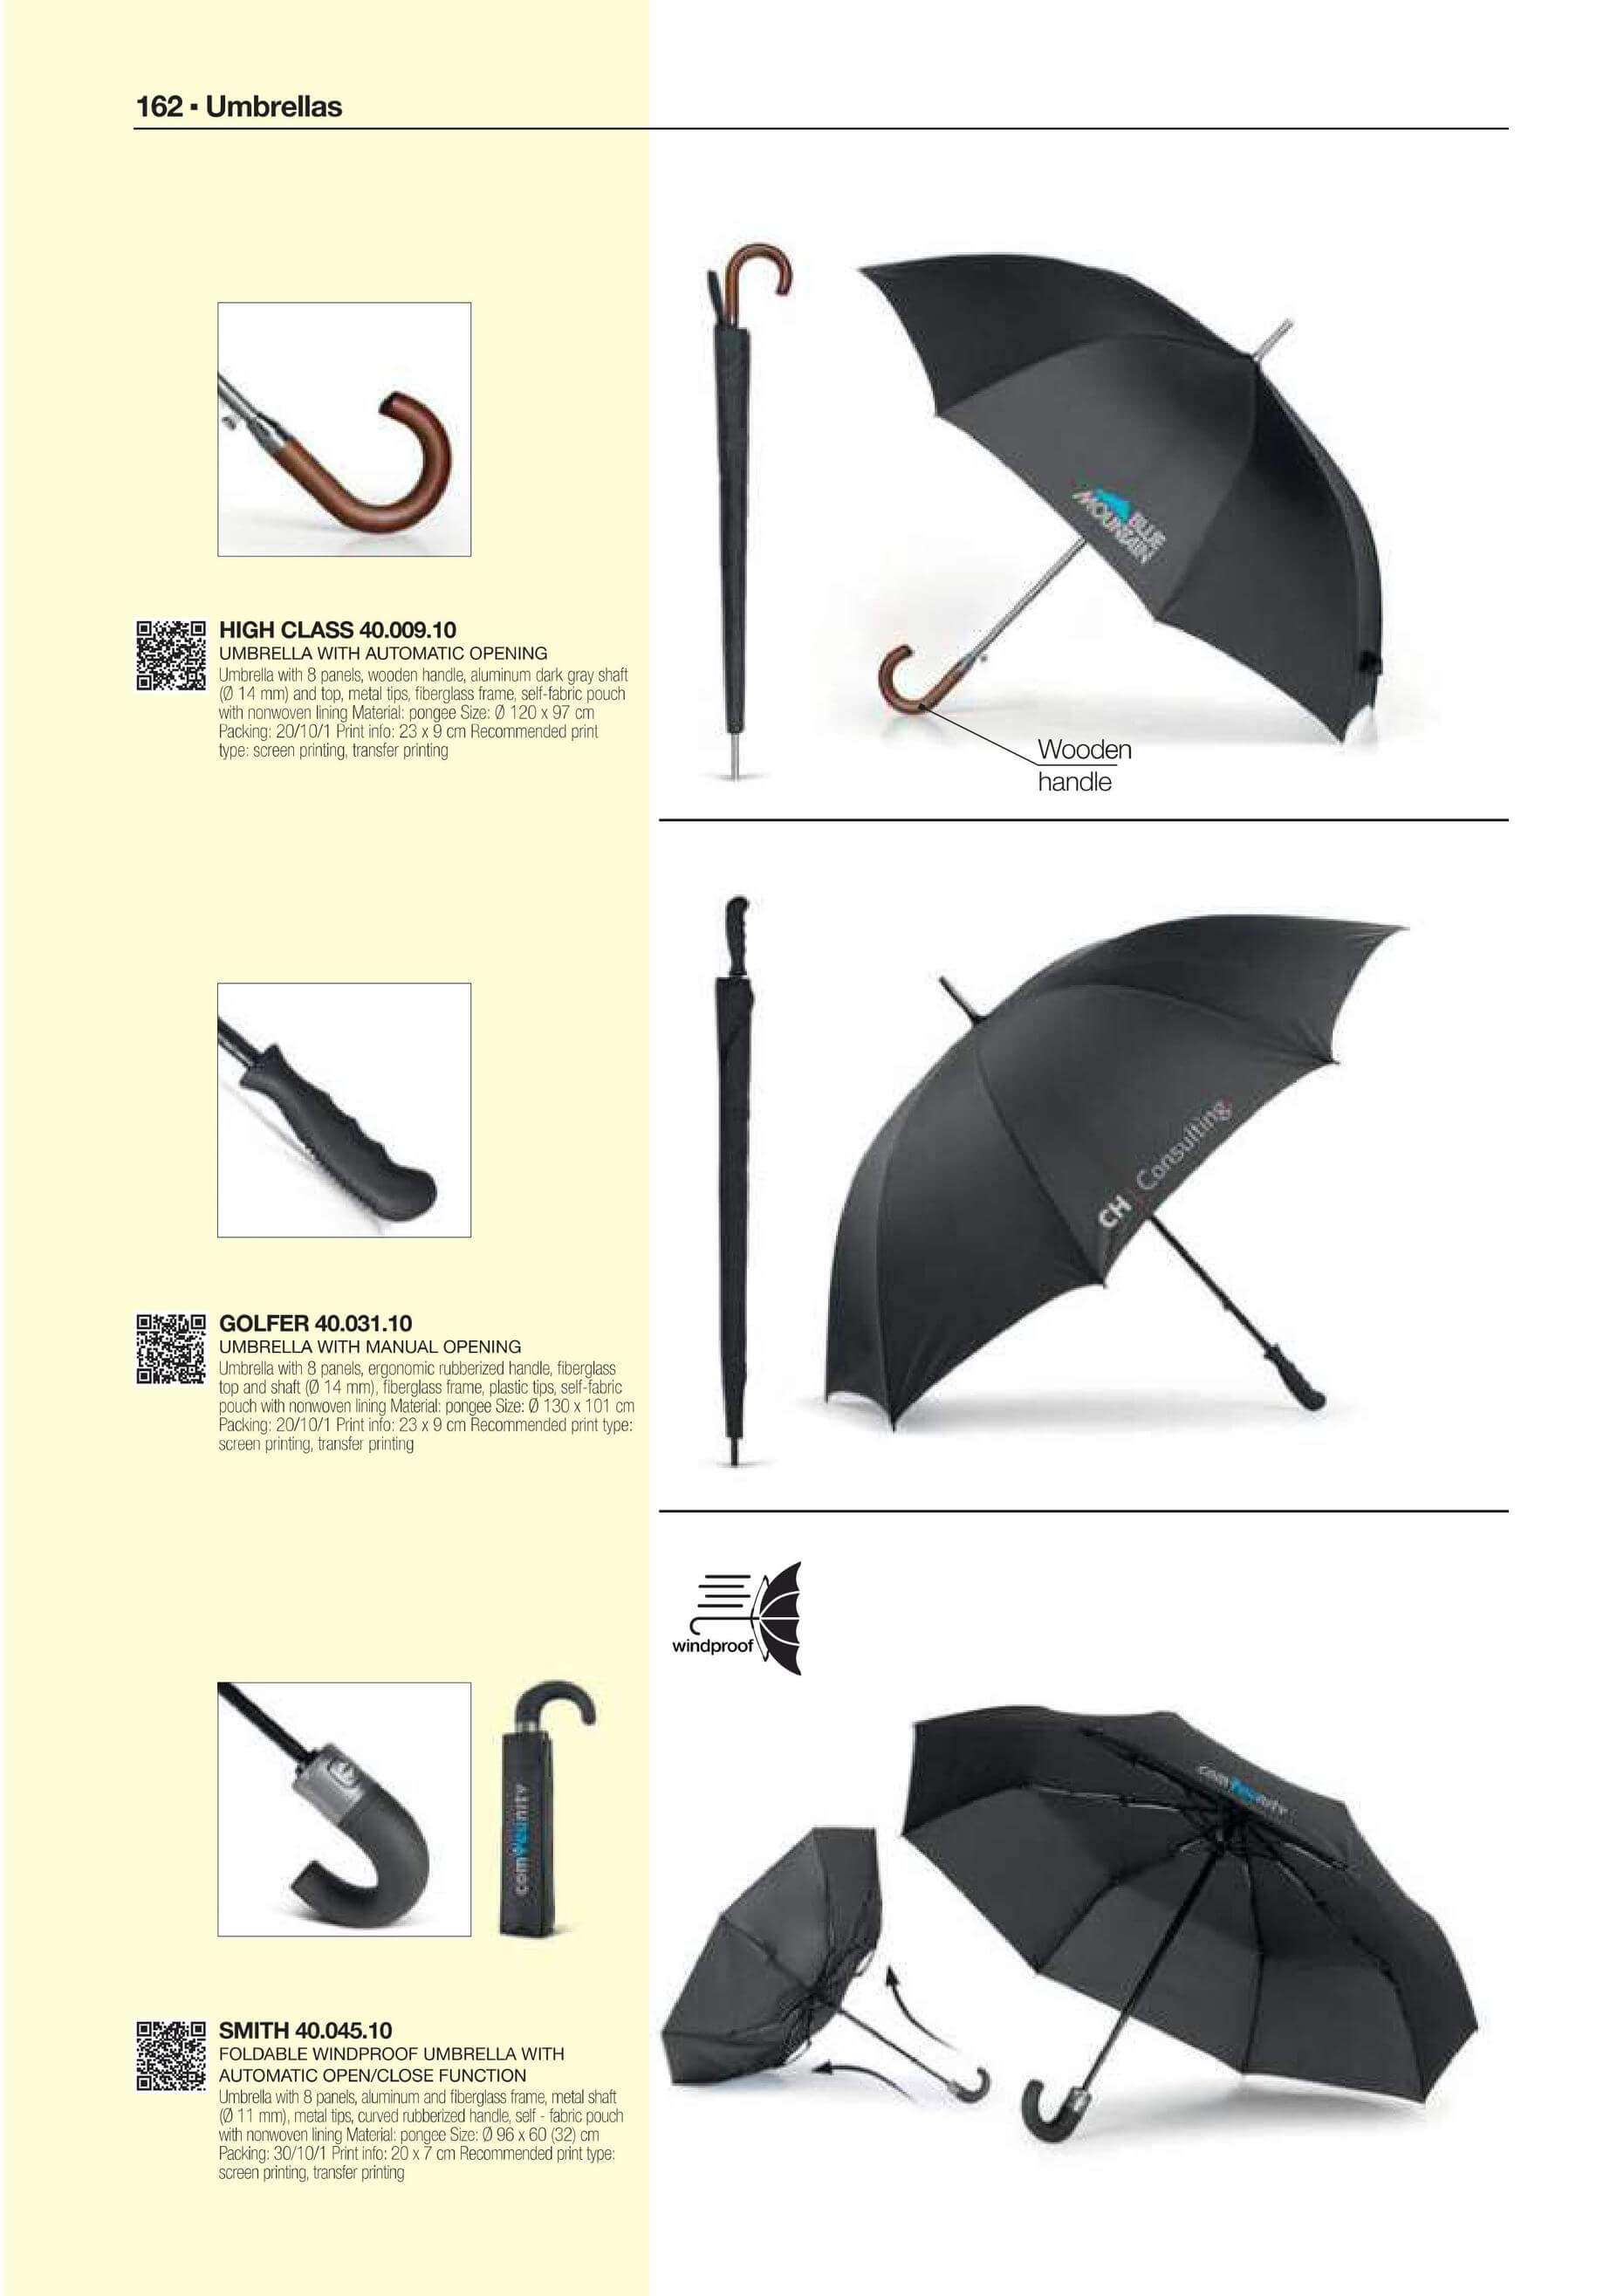 162 ▪ Umbrellas
BLUE
MOUNTAIN
HIGH CLASS 40.009.10
UMBRELLA WITH AUTOMATIC OPENING
Umbrella with 8 panels, wooden handle, aluminum dark gray shaft
(Ø 14 mm) and top, metal tips, fiberglass frame, self-fabric pouch
with nonwoven lining Material: pongee Size: Ø 120 x 97 cm
Packing: 20/10/1 Print info: 23 x 9 cm Recommended print
type: screen printing, transfer printing
Wooden
handle
CH Consulting
GOLFER 40.031.10
UMBRELLA WITH MANUAL OPENING
Umbrella with 8 panels, ergonomic rubberized handle, fiberglass
top and shaft (Ø 14 mm), fiberglass frame, plastic tips, self-fabric
pouch with nonwoven lining Material: pongee Size: Ø 130 x 101 cm
Packing: 20/10/1 Print info: 23 x 9 cm Recommended print type:
screen printing, transfer printing
windproof
comYounity
comYounity
SMITH 40.045.10
FOLDABLE WINDPROOF UMBRELLA WITH
AUTOMATIC OPEN/CLOSE FUNCTION
Umbrella with 8 panels, aluminum and fiberglass frame, metal shaft
(Ø 11 mm), metal tips, curved rubberized handle, self - fabric pouch
with nonwoven lining Material: pongee Size: Ø 96 x 60 (32) cm
Packing: 30/10/1 Print info: 20 x 7 cm Recommended print type:
screen printing, transfer printing